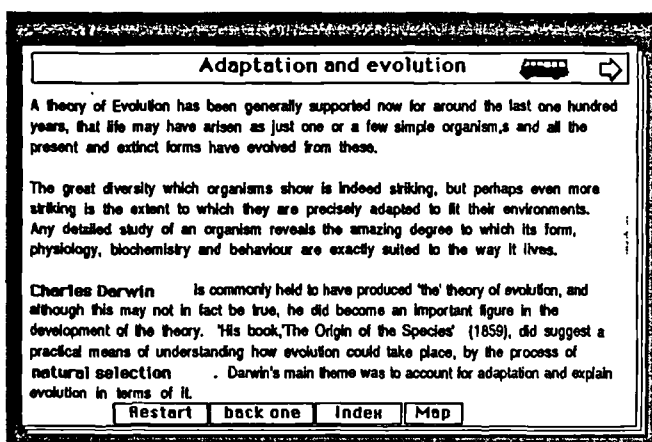 Adaptation and evolution
A theory of Evolution has been generally supported now for around the last one hundred
years, that life may have arisen as just one or a few simple organism,s and all the
present and extinct forms have evolved from these.
The great diversity which organisms show is indeed striking, but perhaps even more
striking is the extent to which they are precisely adapted to fit their environments.
Any detailed study of an organism reveals the amazing degree to which its form,
physiology, biochemistry and behaviour are exactly suited to the way it lives.
Charles Darwin is commonly held to have produced 'the' theory of evolution, and
although this may not in fact be true, he did become an important figure in the
development of the theory. 'His book,'The Origin of the Species' (1859), did suggest a
practical means of understanding how evolution could take place, by the process of
natural selection . Darwin's main theme was to account for adaptation and explain
evolution in terms of it.
Restart back one Index Map